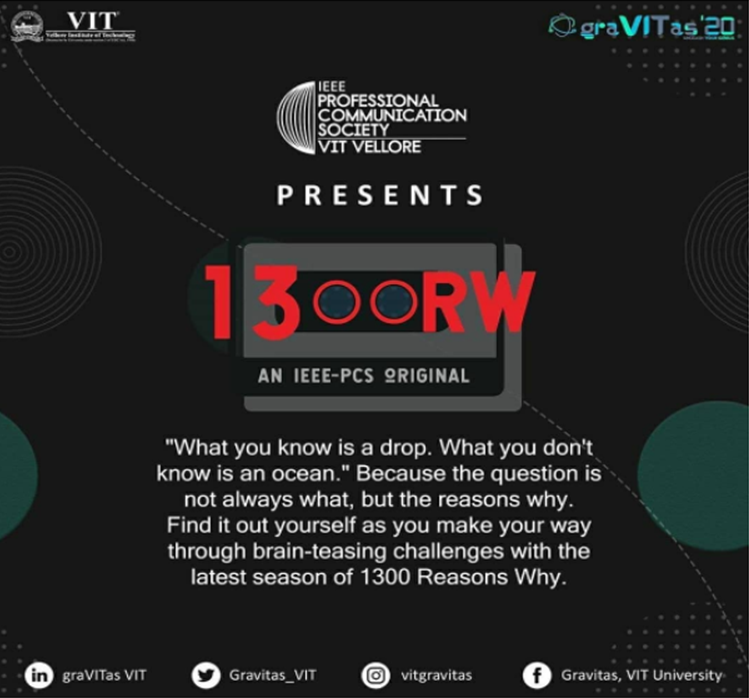 VIT
Vellore Institute of Technology
graVITas'20
IEEE
PROFESSIONAL
COMMUNICATION
SOCIETY
VIT VELLORE
PRESENTS
1300RW
AN IEEE-PCS ORIGINAL
"What you know is a drop. What you don't
know is an ocean." Because the question is
not always what, but the reasons why.
Find it out yourself as you make your way
through brain-teasing challenges with the
latest season of 1300 Reasons Why.
in graVITas VIT
Gravitas_VIT
vitgravitas
f Gravitas, VIT University